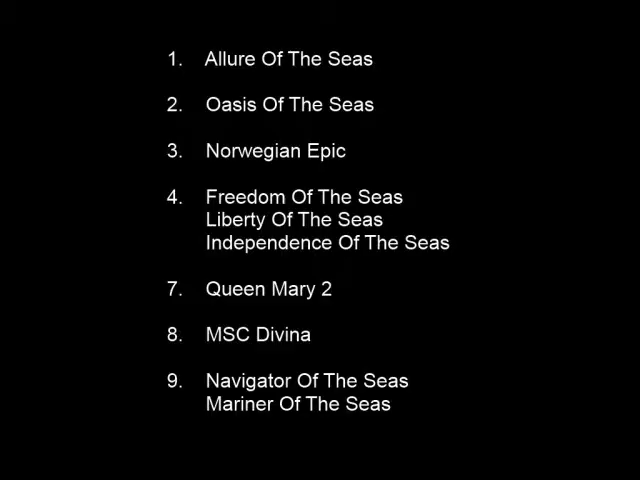 1. Allure Of The Seas
2. Oasis Of The Seas
3. Norwegian Epic
4. Freedom Of The Seas
Liberty Of The Seas
Independence Of The Seas
7. Queen Mary 2
8. MSC Divina
9. Navigator Of The Seas
Mariner Of The Seas